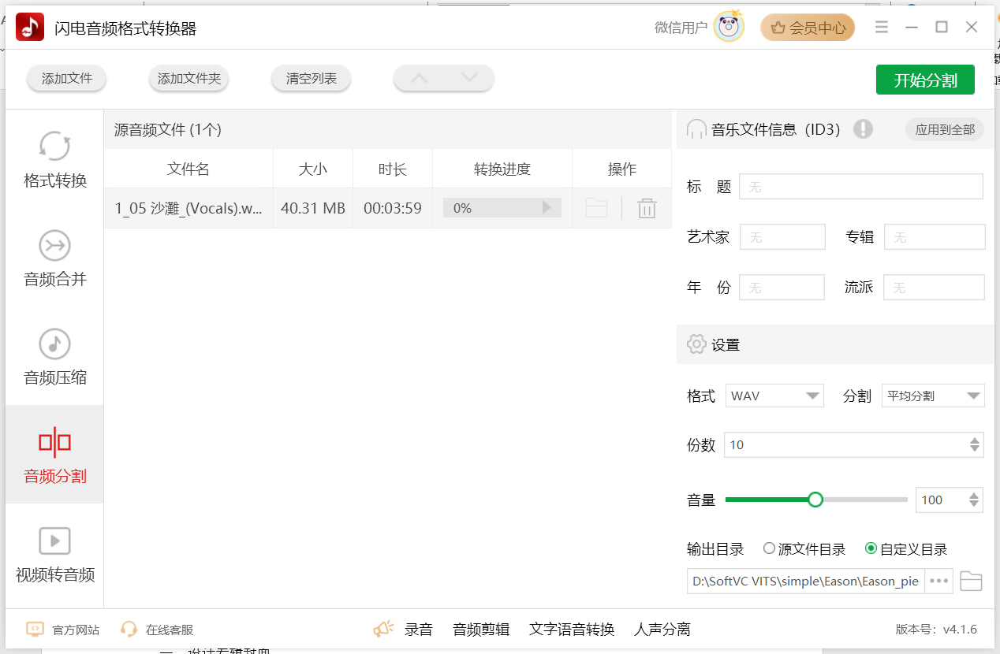 闪电音频格式转换器
微信用户
会员中心
添加文件
添加文件夹
清空列表
开始分割
格式转换
音频合并
音频压缩
音频分割
视频转音频
源音频文件 (1个)
文件名 大小 时长 转换进度 操作
1_05 沙灘_(Vocals).w... 40.31 MB 00:03:59 0%
音乐文件信息（ID3） 应用到全部
标 题 无
艺术家 无 专辑 无
年 份 无 流派 无
设置
格式 WAV 分割 平均分割
份数 10
音量 100
输出目录 源文件目录 自定义目录
D:\SoftVC VITS\simple\Eason\Eason_pie
官方网站 在线客服 录音 音频剪辑 文字语音转换 人声分离 版本号：v4.1.6